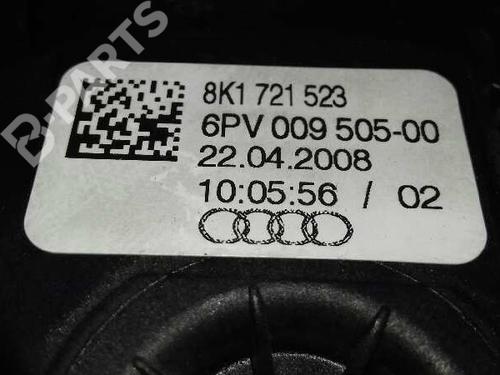 B-PARTS
8K1 721 523
6PV 009 505-00
22.04.2008
10:05:56 / 02